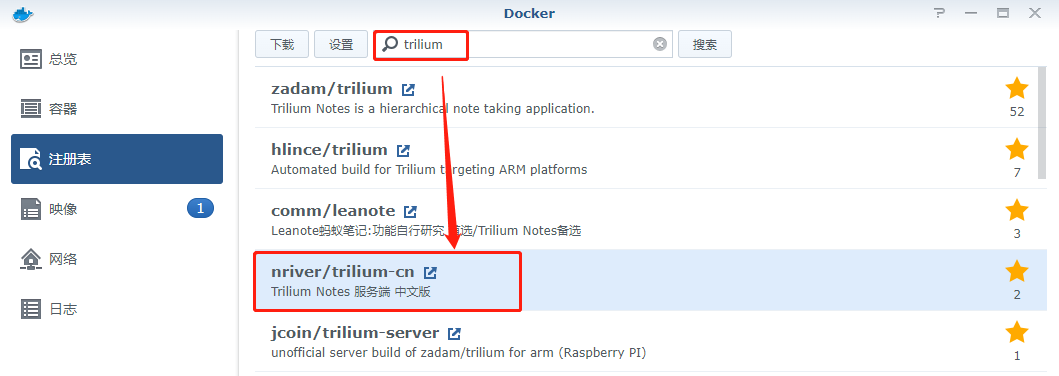 Docker
总览
容器
注册表
映像
1
网络
日志
下载
设置
trilium
搜索
zadam/trilium
Trilium Notes is a hierarchical note taking application.
52
hlince/trilium
Automated build for Trilium targeting ARM platforms
7
comm/leanote
Leanote蚂蚁笔记:功能自行研究 /Trilium Notes备选
3
nriver/trilium-cn
Trilium Notes 服务端 中文版
2
jcoin/trilium-server
unofficial server build of zadam/trilium for arm (Raspberry PI)
1